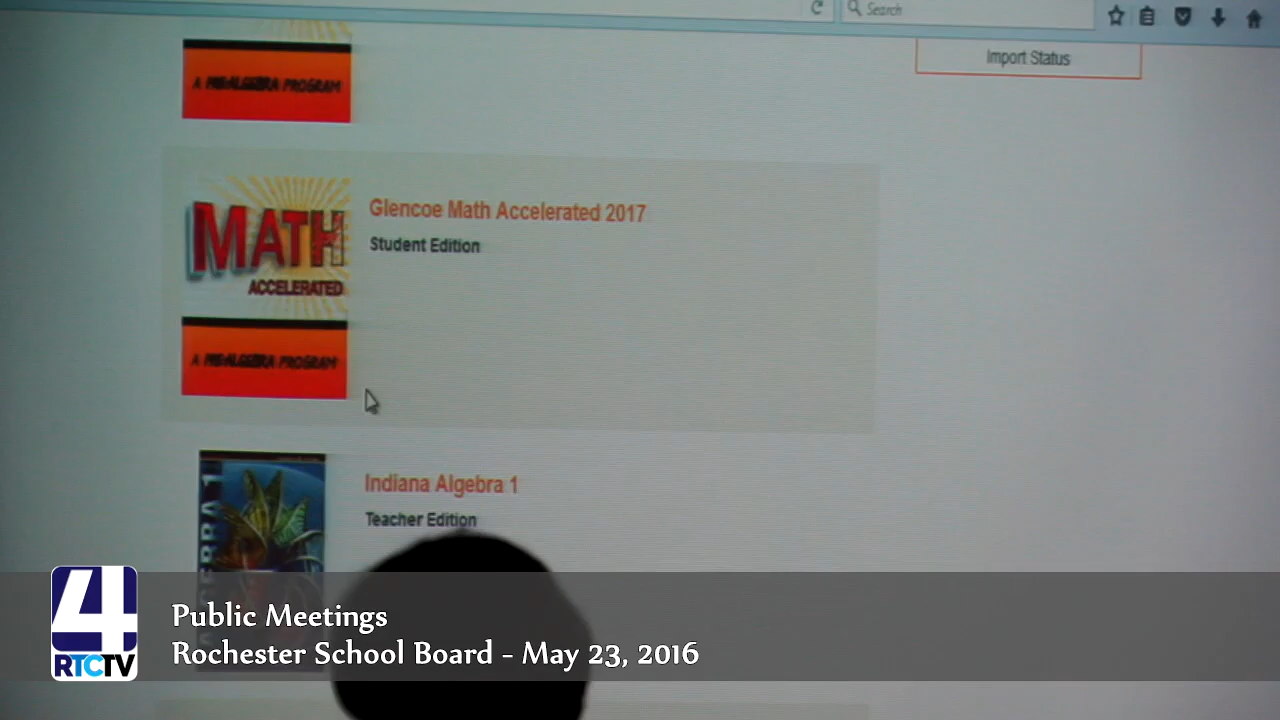 Search
Import Status
A PRE-ALGEBRA PROGRAM
MATH
ACCELERATED
Glencoe Math Accelerated 2017
Student Edition
A PRE-ALGEBRA PROGRAM
Indiana Algebra 1
Teacher Edition
4
RTCTV
Public Meetings
Rochester School Board - May 23, 2016